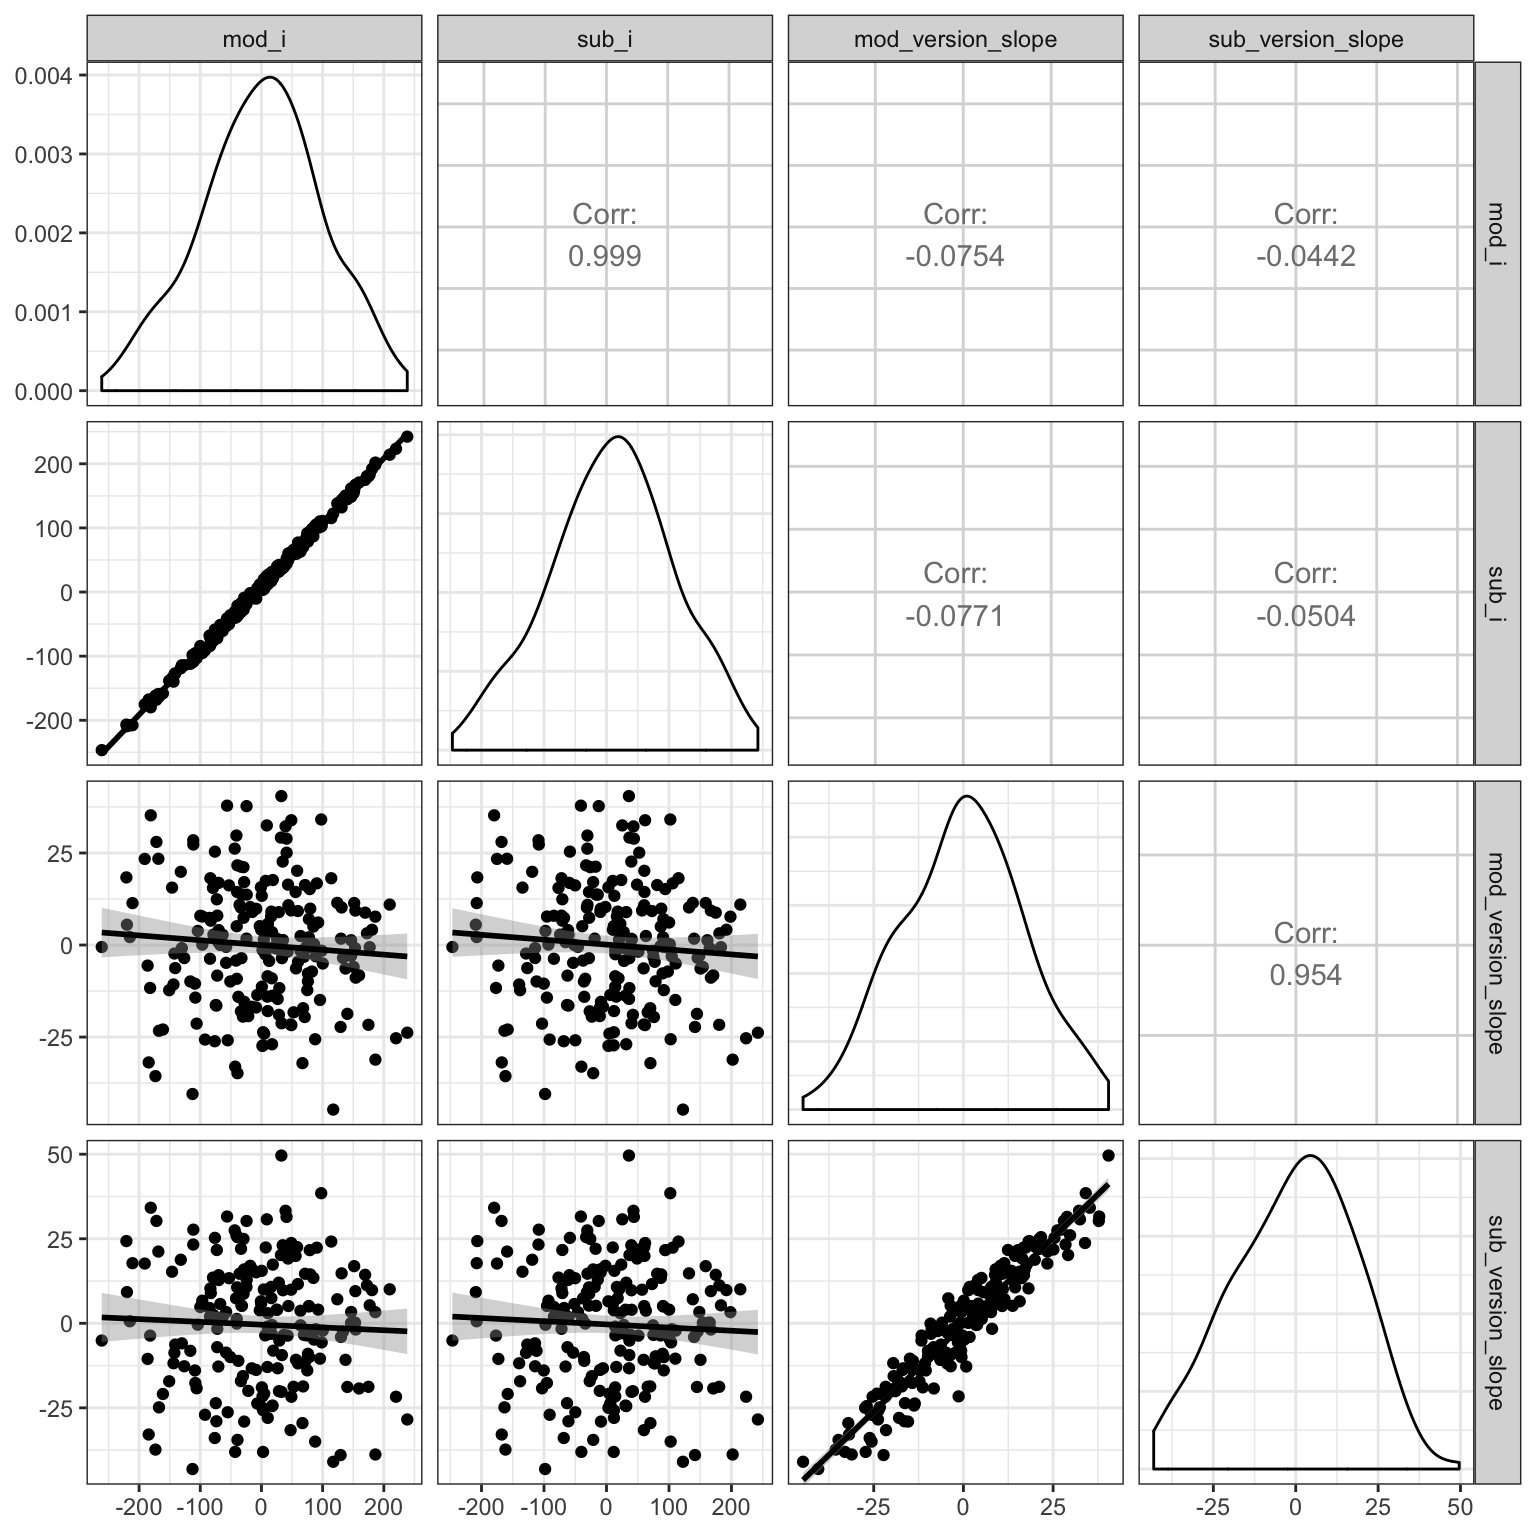 mod_i
sub_i
mod_version_slope
sub_version_slope
0.004
0.003
0.002
0.001
0.000
Corr:
0.999
Corr:
-0.0754
Corr:
-0.0442
mod_i
200
100
0
-100
-200
Corr:
-0.0771
Corr:
-0.0504
sub_i
25
0
-25
Corr:
0.954
mod_version_slope
50
25
0
-25
sub_version_slope
-200 -100 0 100 200
-200 -100 0 100 200
-25 0 25
-25 0 25 50